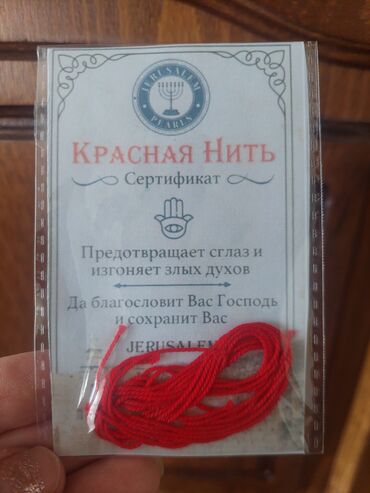 JERUSALEM
PEARLS
КРАСНАЯ НИТЬ
Сертификат
Предотвращает сглаз и
изгоняет злых духов
Да благословит Вас Господь
и сохранит Вас
JERUSALEM